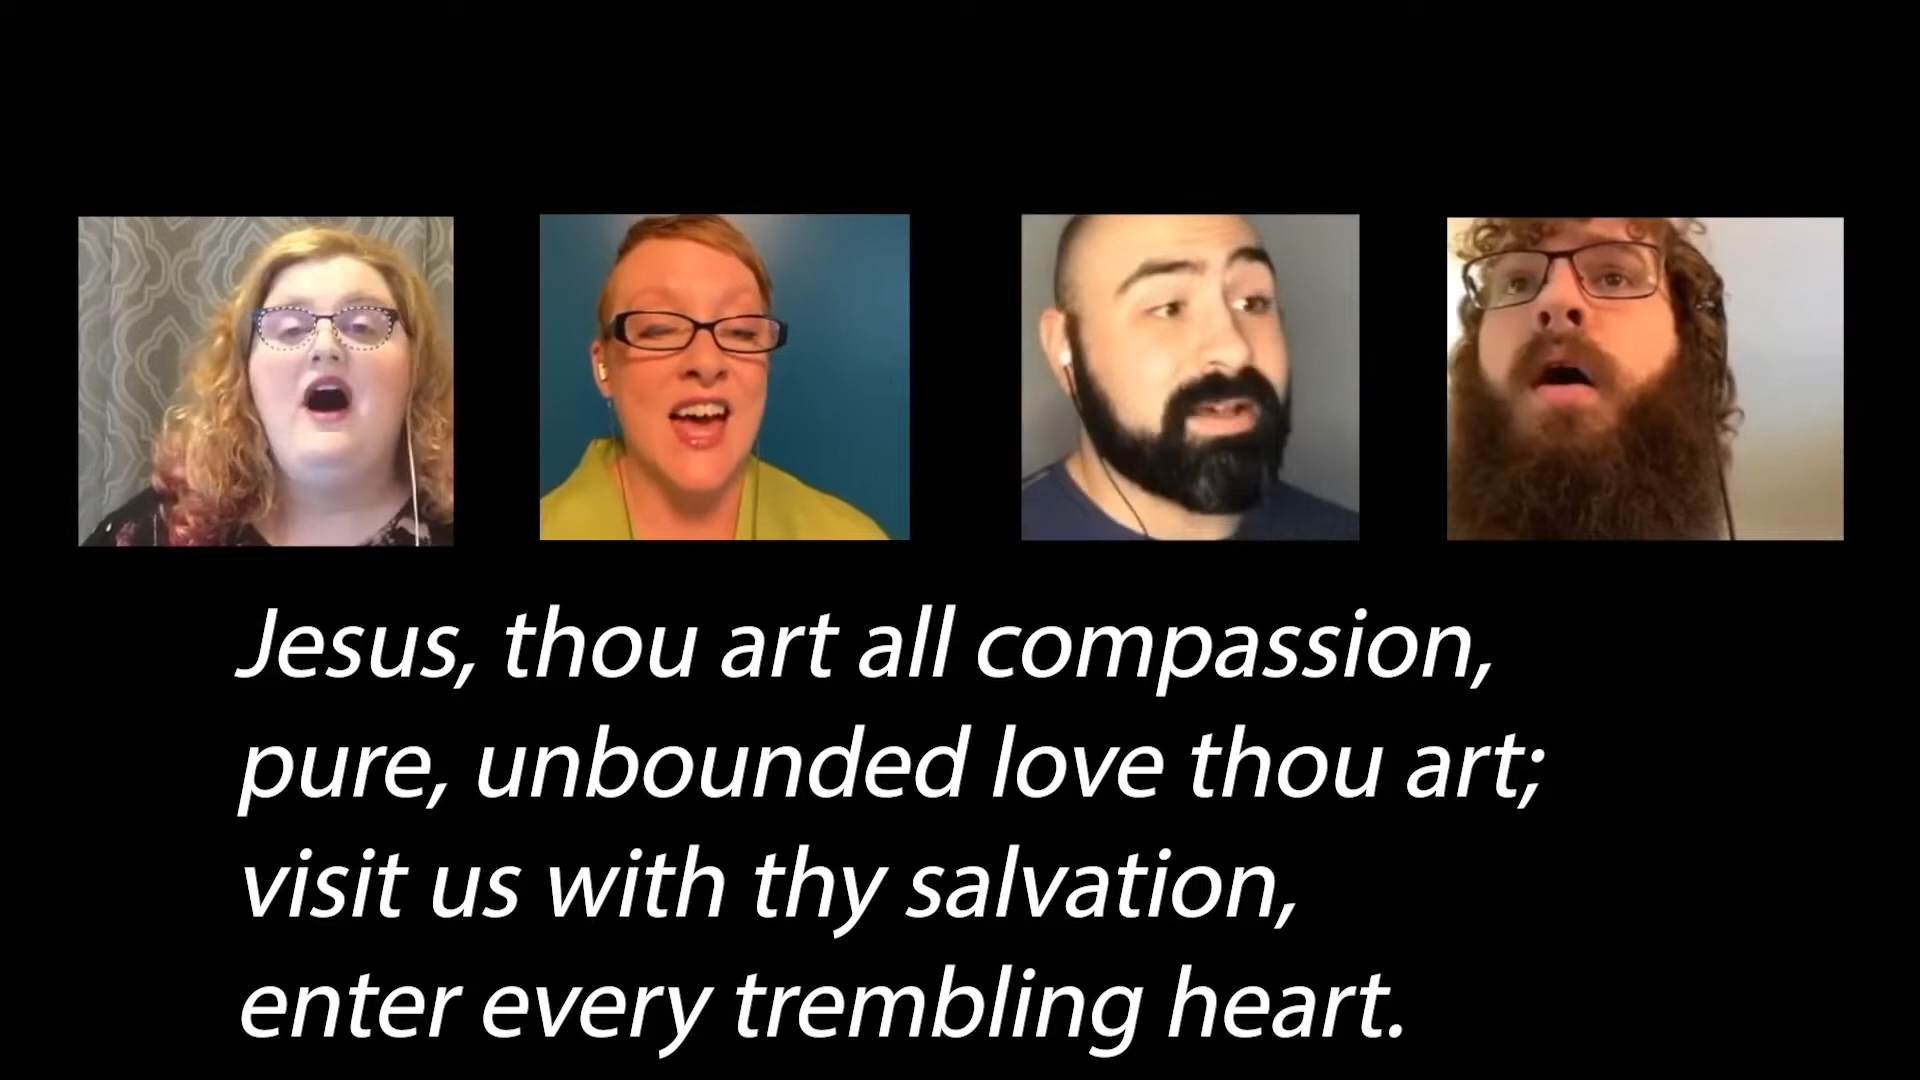 Jesus, thou art all compassion,
pure, unbounded love thou art;
visit us with thy salvation,
enter every trembling heart.